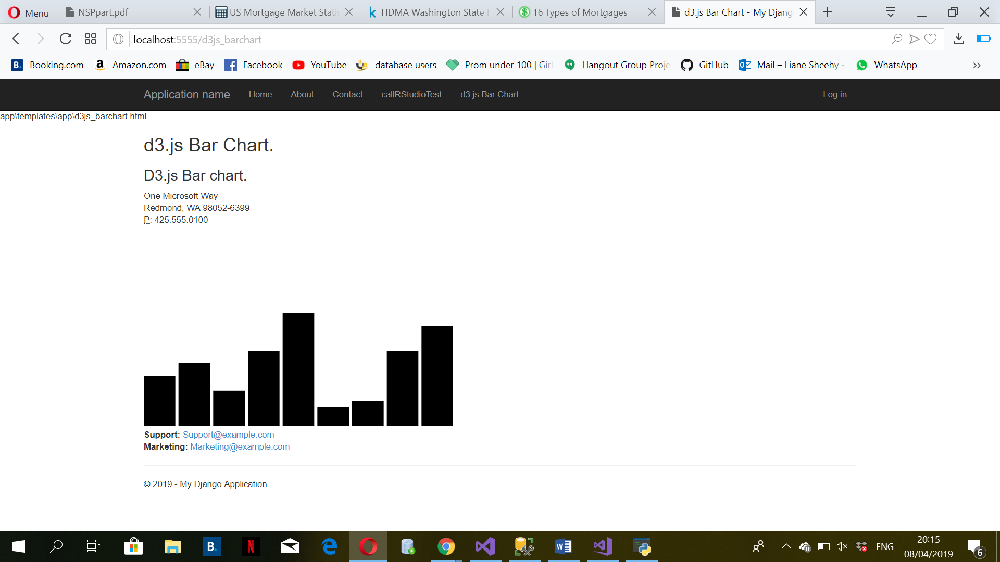 Menu
NSPpart.pdf
US Mortgage Market Stati
HDMA Washington State
16 Types of Mortgages
d3.js Bar Chart - My Djang
localhost:5555/d3js_barchart
Booking.com
Amazon.com
eBay
Facebook
YouTube
database users
Prom under 100 | Girl
Hangout Group Proje
GitHub
Mail – Liane Sheehy -
WhatsApp
Application name
Home
About
Contact
callRStudioTest
d3.js Bar Chart
Log in
app\templates\app\d3js_barchart.html
d3.js Bar Chart.
D3.js Bar chart.
One Microsoft Way
Redmond, WA 98052-6399
P: 425.555.0100
Support: Support@example.com
Marketing: Marketing@example.com
© 2019 - My Django Application
ENG
20:15
08/04/2019
6